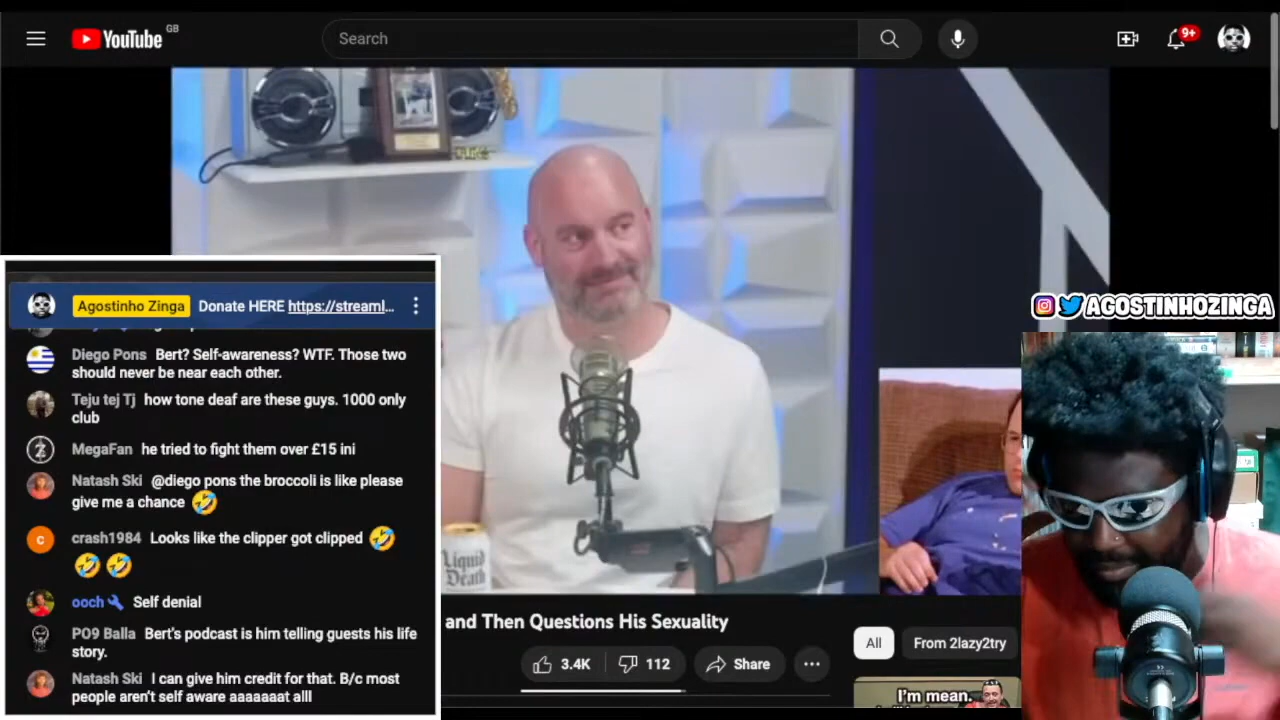 YouTube GB
Search
9+
Agostinho Zinga Donate HERE https://streaml...
Diego Pons Bert? Self-awareness? WTF. Those two
should never be near each other.
Teju tej Tj how tone deaf are these guys. 1000 only
club
MegaFan he tried to fight them over £15 ini
Natash Ski @diego pons the broccoli is like please
give me a chance 🤣
crash1984 Looks like the clipper got clipped 🤣
🤣🤣
ooch Self denial
PO9 Balla Bert's podcast is him telling guests his life
story.
Natash Ski I can give him credit for that. B/c most
people aren't self aware aaaaaaat alll
Liquid
Death
AGOSTINHOZINGA
and Then Questions His Sexuality
3.4K
112
Share
All
From 2lazy2try
I'm mean.